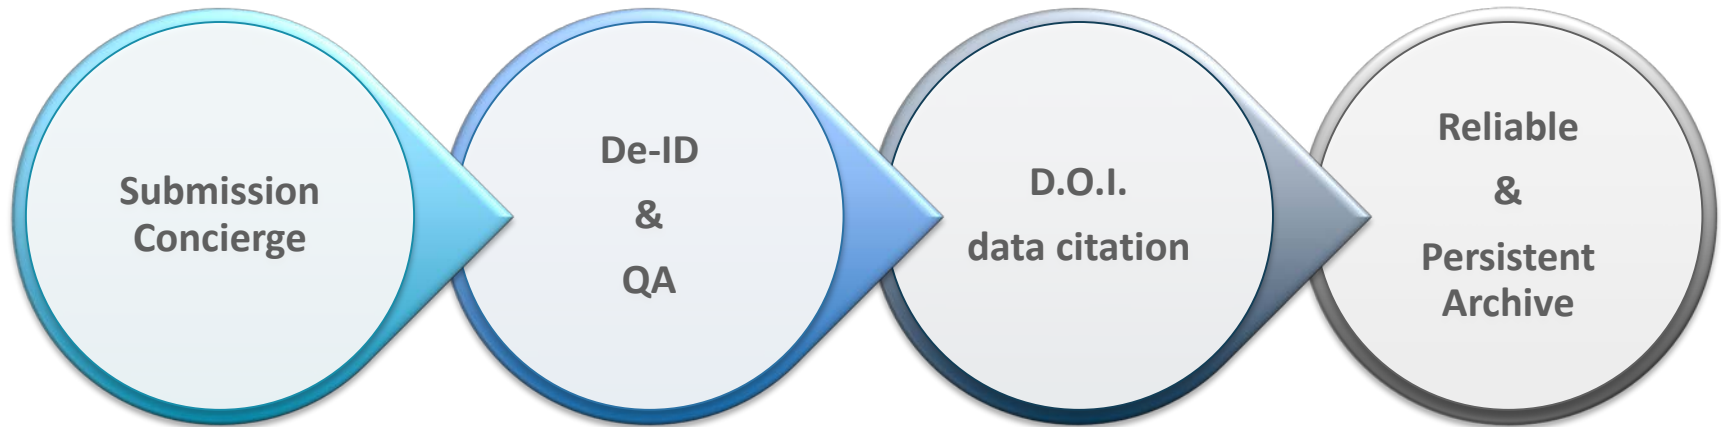 Submission
Concierge
De-ID
&
QA
D.O.I.
data citation
Reliable
&
Persistent
Archive